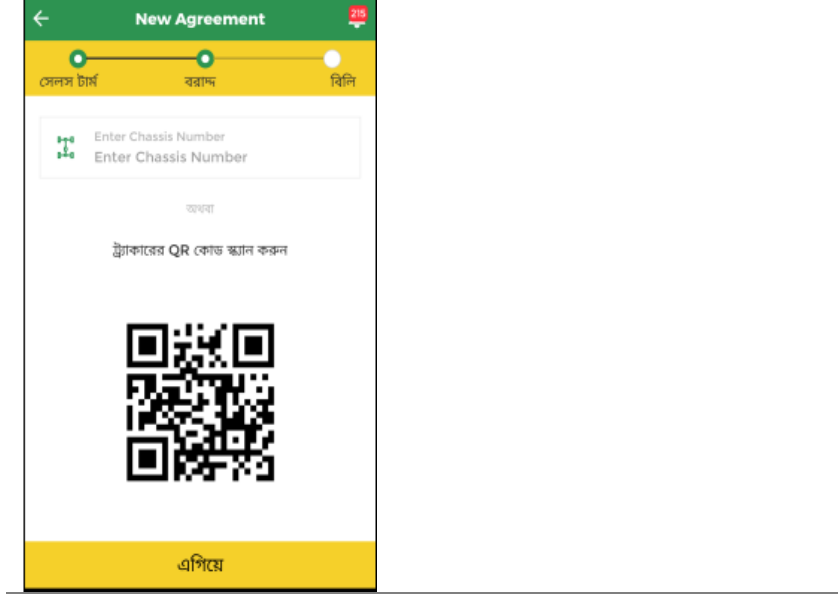 New Agreement
215
সেলস টার্ম
বরাদ্দ
বিলি
Enter Chassis Number
Enter Chassis Number
অথবা
ট্র্যাকারের QR কোড স্ক্যান করুন
এগিয়ে